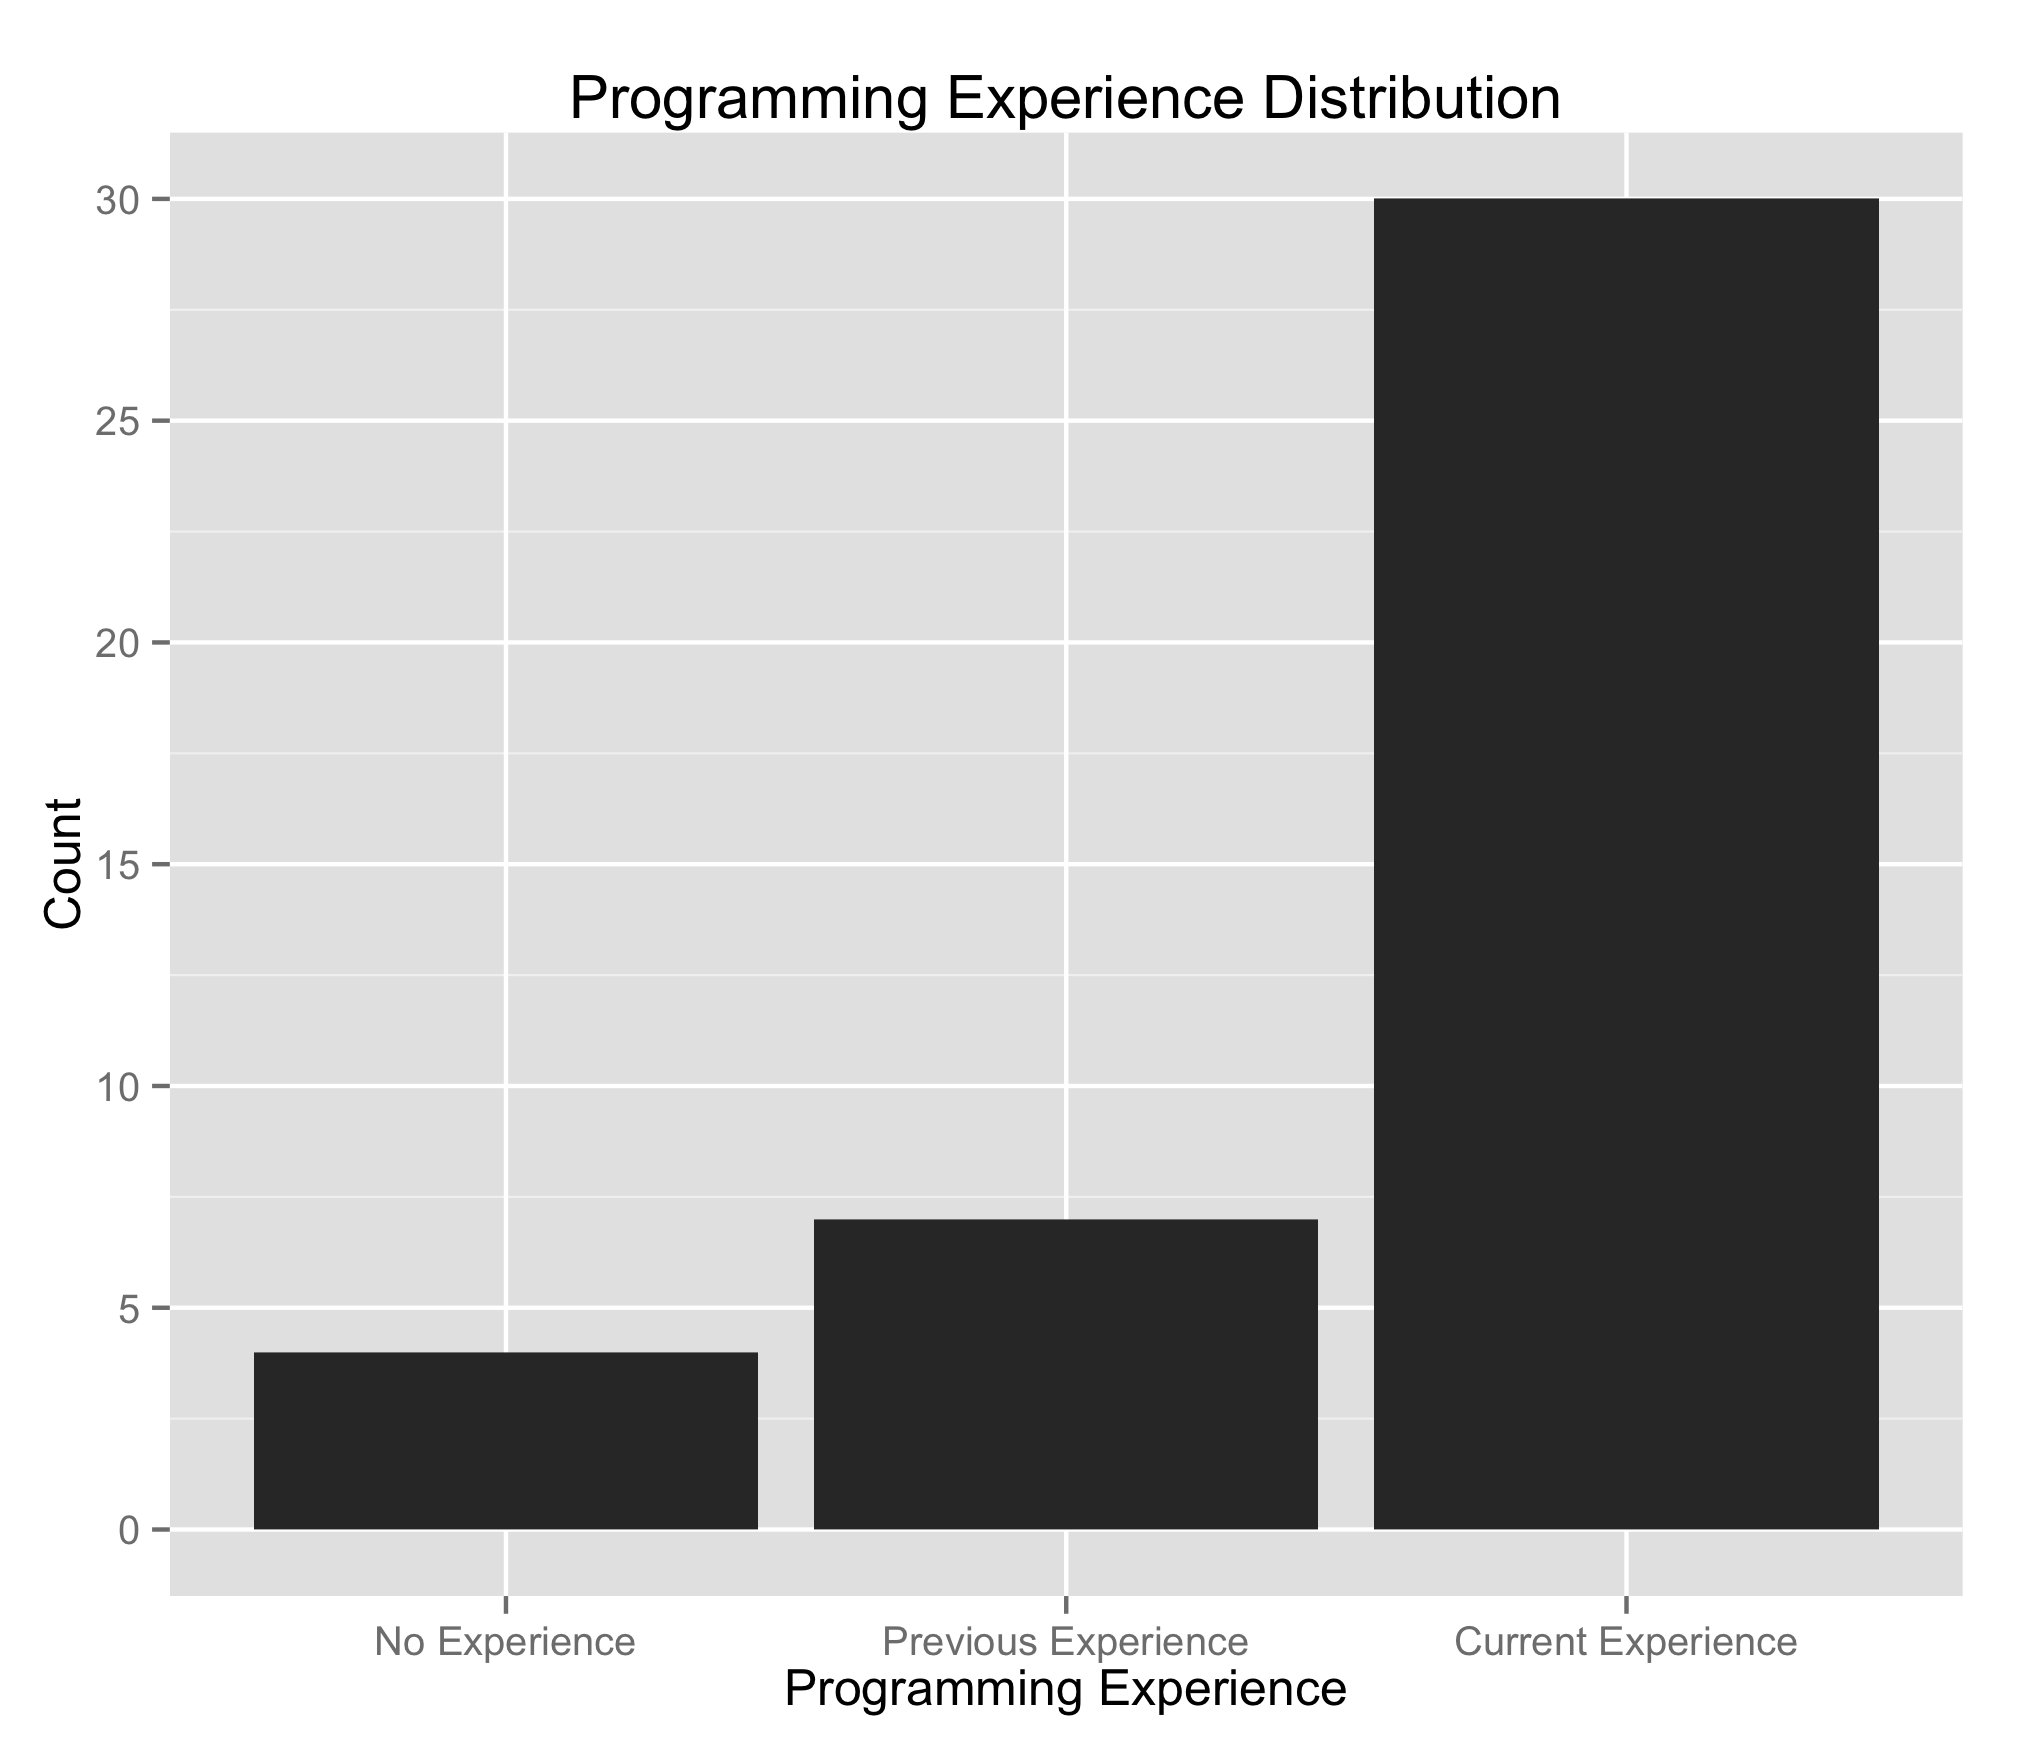 Programming Experience Distribution
30
25
20
15
10
5
0
Count
No Experience
Previous Experience
Current Experience
Programming Experience